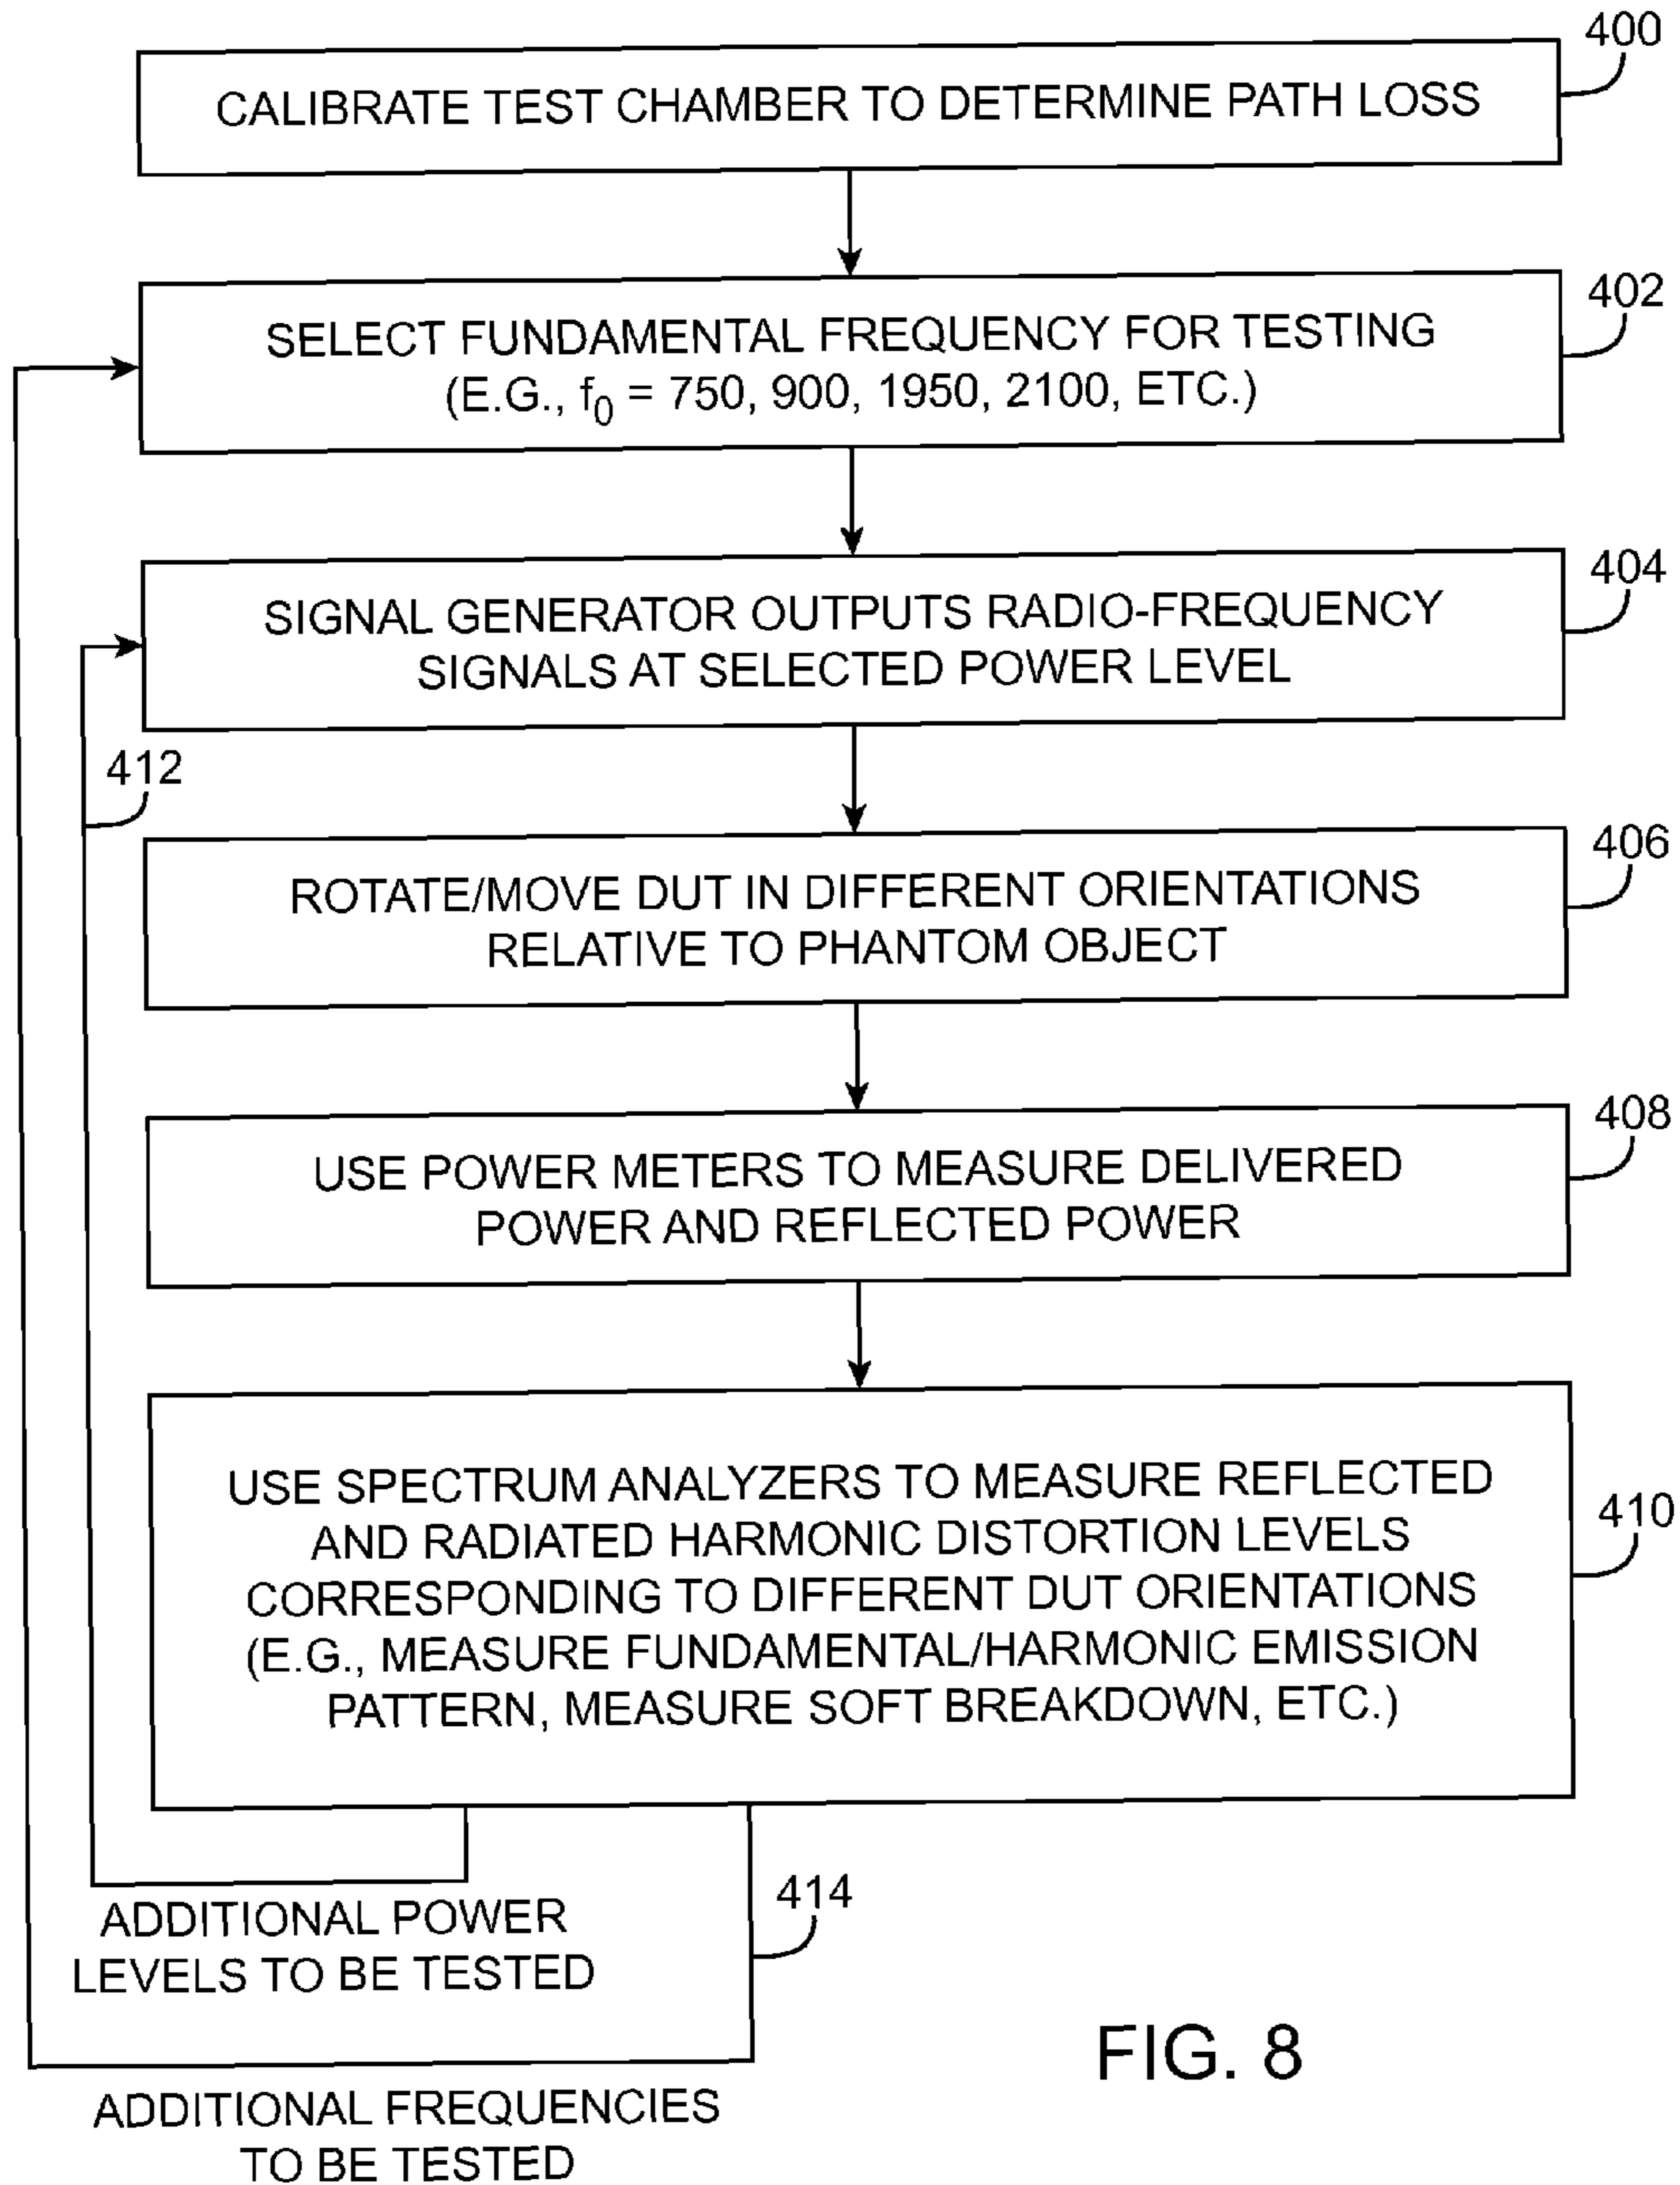 400
CALIBRATE TEST CHAMBER TO DETERMINE PATH LOSS
402
SELECT FUNDAMENTAL FREQUENCY FOR TESTING
(E.G., f0 = 750, 900, 1950, 2100, ETC.)
404
SIGNAL GENERATOR OUTPUTS RADIO-FREQUENCY
SIGNALS AT SELECTED POWER LEVEL
412
406
ROTATE/MOVE DUT IN DIFFERENT ORIENTATIONS
RELATIVE TO PHANTOM OBJECT
408
USE POWER METERS TO MEASURE DELIVERED
POWER AND REFLECTED POWER
410
USE SPECTRUM ANALYZERS TO MEASURE REFLECTED
AND RADIATED HARMONIC DISTORTION LEVELS
CORRESPONDING TO DIFFERENT DUT ORIENTATIONS
(E.G., MEASURE FUNDAMENTAL/HARMONIC EMISSION
PATTERN, MEASURE SOFT BREAKDOWN, ETC.)
414
ADDITIONAL POWER
LEVELS TO BE TESTED
ADDITIONAL FREQUENCIES
TO BE TESTED
FIG. 8